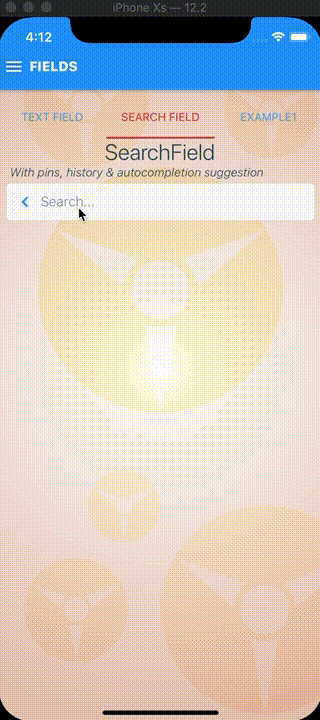 iPhone Xs — 12.2
4:12
FIELDS
TEXT FIELD
SEARCH FIELD
EXAMPLE1
SearchField
With pins, history & autocompletion suggestion
Search...